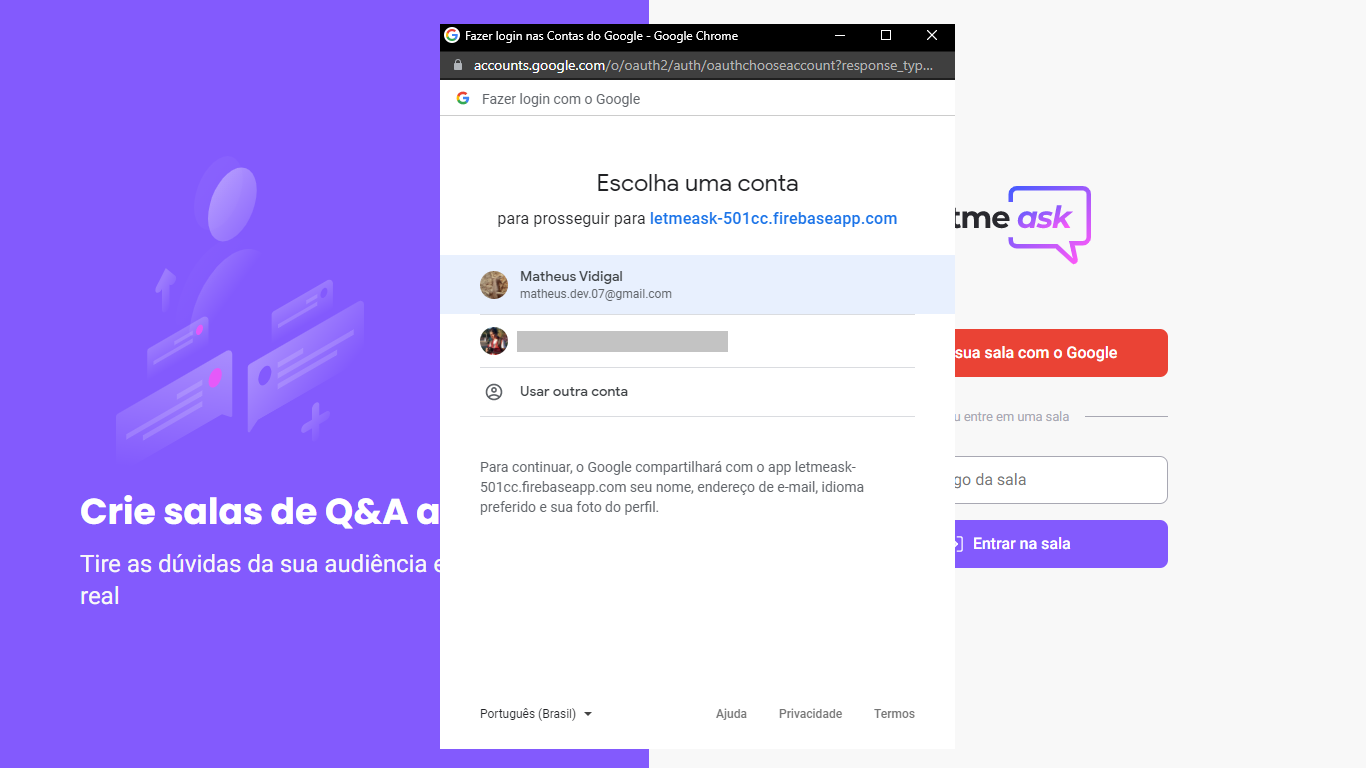 Fazer login nas Contas do Google - Google Chrome
accounts.google.com/o/oauth2/auth/oauthchooseaccount?response_typ...
Fazer login com o Google
Escolha uma conta
para prosseguir para letmeask-501cc.firebaseapp.com
Matheus Vidigal
matheus.dev.07@gmail.com
Usar outra conta
Para continuar, o Google compartilhará com o app letmeask-
501cc.firebaseapp.com seu nome, endereço de e-mail, idioma
preferido e sua foto do perfil.
Português (Brasil)
Ajuda
Privacidade
Termos
Crie salas de Q&A a
Tire as dúvidas da sua audiência e
real
tme ask
sua sala com o Google
u entre em uma sala
go da sala
Entrar na sala